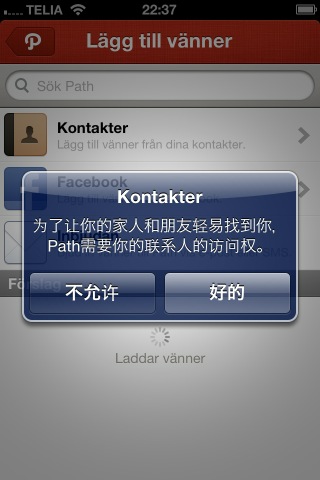 TELIA 22:37
Lägg till vänner
Sök Path
Kontakter
Lägg till vänner från dina kontakter.
Facebook
Kontakter
为了让你的家人和朋友轻易找到你,
Path需要你的联系人的访问权。
Inbjudan
SMS
不允许
好的
Laddar vänner